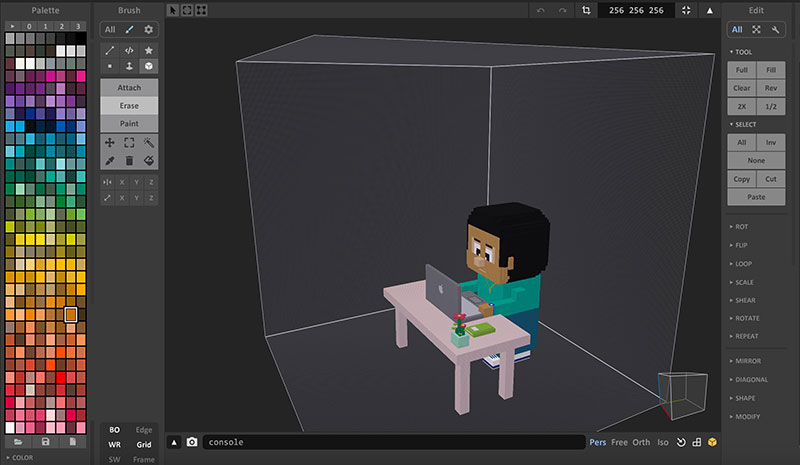 Palette
0 1 2 3
COLOR
Brush
All
Attach
Erase
Paint
X Y Z
X Y Z
BO Edge
WR Grid
SW Frame
256 256 256
console
Pers Free Orth Iso
Edit
All
TOOL
Full Fill
Clear Rev
2X 1/2
SELECT
All Inv
None
Copy Cut
Paste
ROT
FLIP
LOOP
SCALE
SHEAR
ROTATE
REPEAT
MIRROR
DIAGONAL
SHAPE
MODIFY